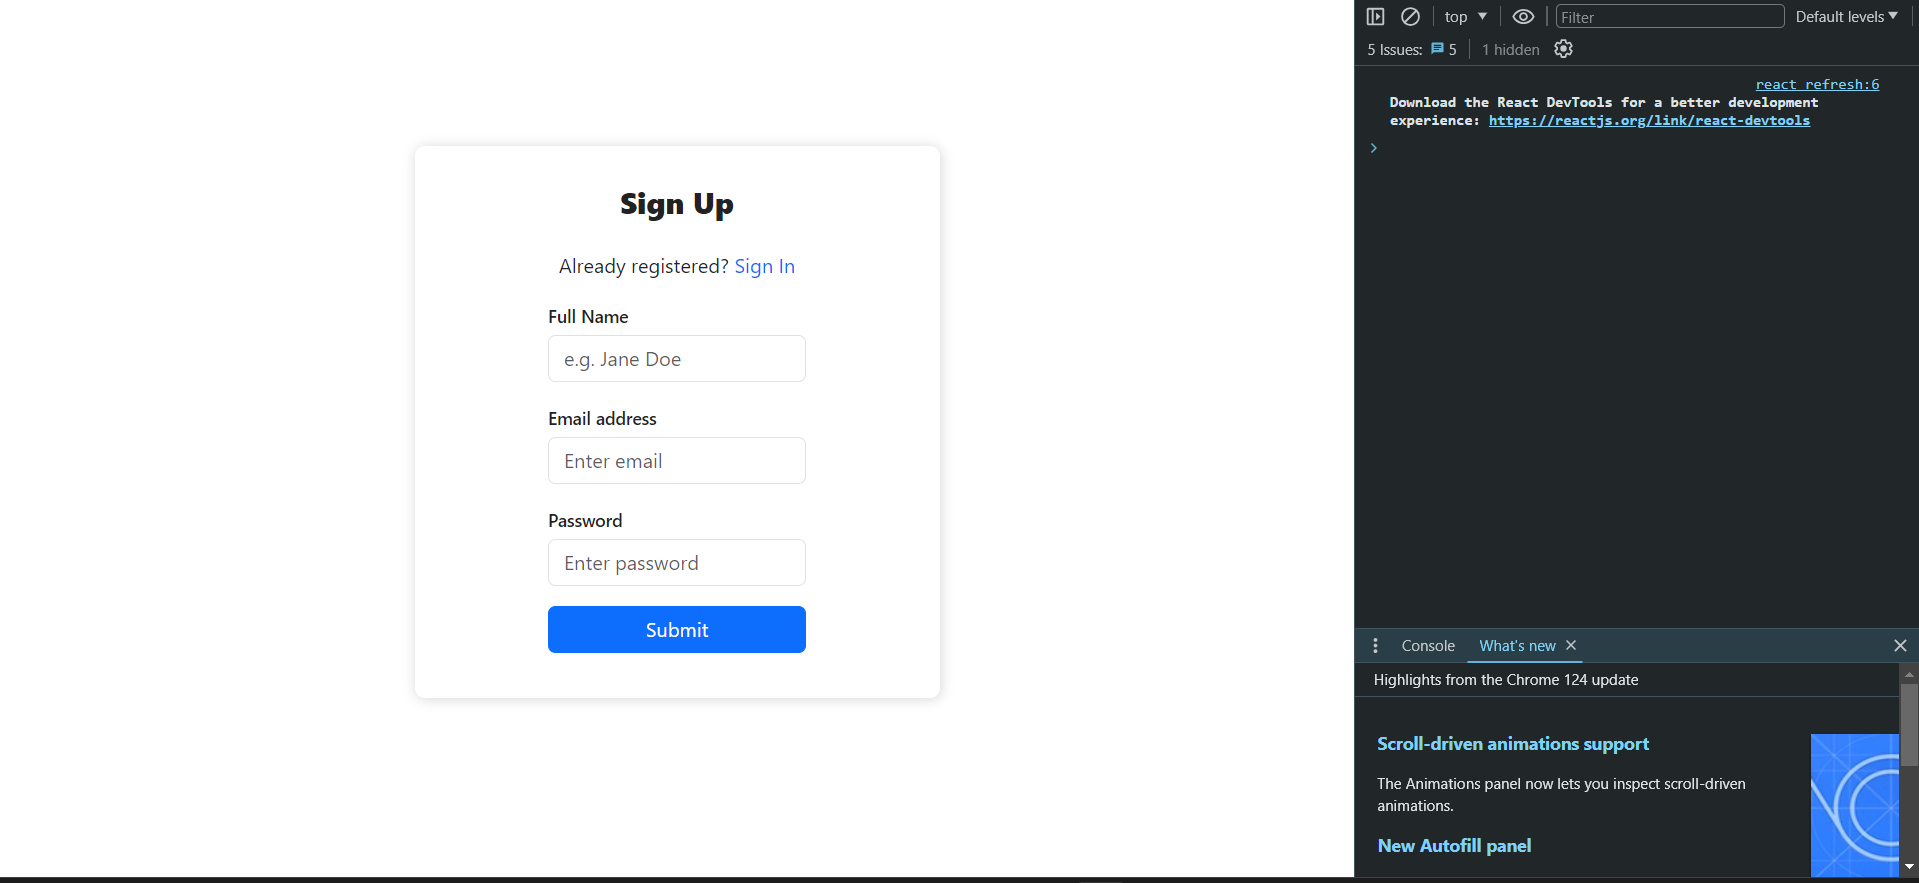 Sign Up
Already registered? Sign In
Full Name
e.g. Jane Doe
Email address
Enter email
Password
Enter password
Submit
top
Filter
Default levels
5 Issues: 5
1 hidden
react refresh:6
Download the React DevTools for a better development
experience: https://reactjs.org/link/react-devtools
Console
What's new
Highlights from the Chrome 124 update
Scroll-driven animations support
The Animations panel now lets you inspect scroll-driven
animations.
New Autofill panel